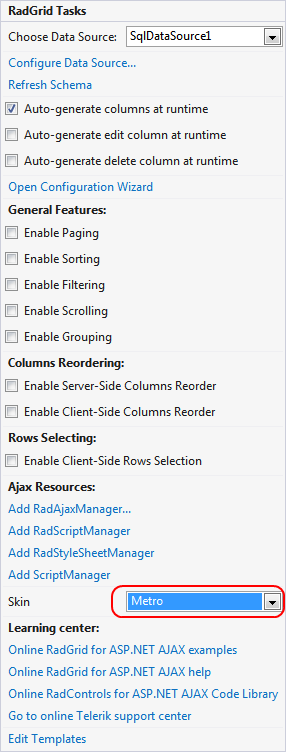 RadGrid Tasks
Choose Data Source: SqlDataSource1
Configure Data Source...
Refresh Schema
Auto-generate columns at runtime
Auto-generate edit column at runtime
Auto-generate delete column at runtime
Open Configuration Wizard
General Features:
Enable Paging
Enable Sorting
Enable Filtering
Enable Scrolling
Enable Grouping
Columns Reordering:
Enable Server-Side Columns Reorder
Enable Client-Side Columns Reorder
Rows Selecting:
Enable Client-Side Rows Selection
Ajax Resources:
Add RadAjaxManager...
Add RadScriptManager
Add RadStyleSheetManager
Add ScriptManager
Skin Metro
Learning center:
Online RadGrid for ASP.NET AJAX examples
Online RadGrid for ASP.NET AJAX help
Online RadControls for ASP.NET AJAX Code Library
Go to online Telerik support center
Edit Templates